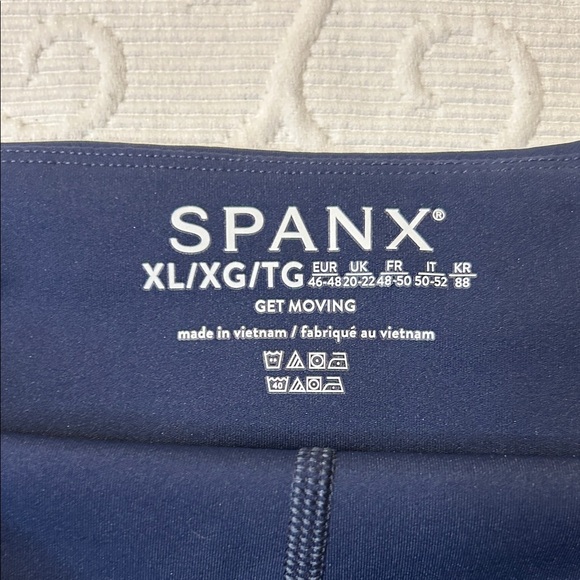 SPANX®
XL/XG/TG EUR 46-48 UK 20-22 FR 48-50 IT 50-52 KR 88
GET MOVING
made in vietnam / fabriqué au vietnam
40